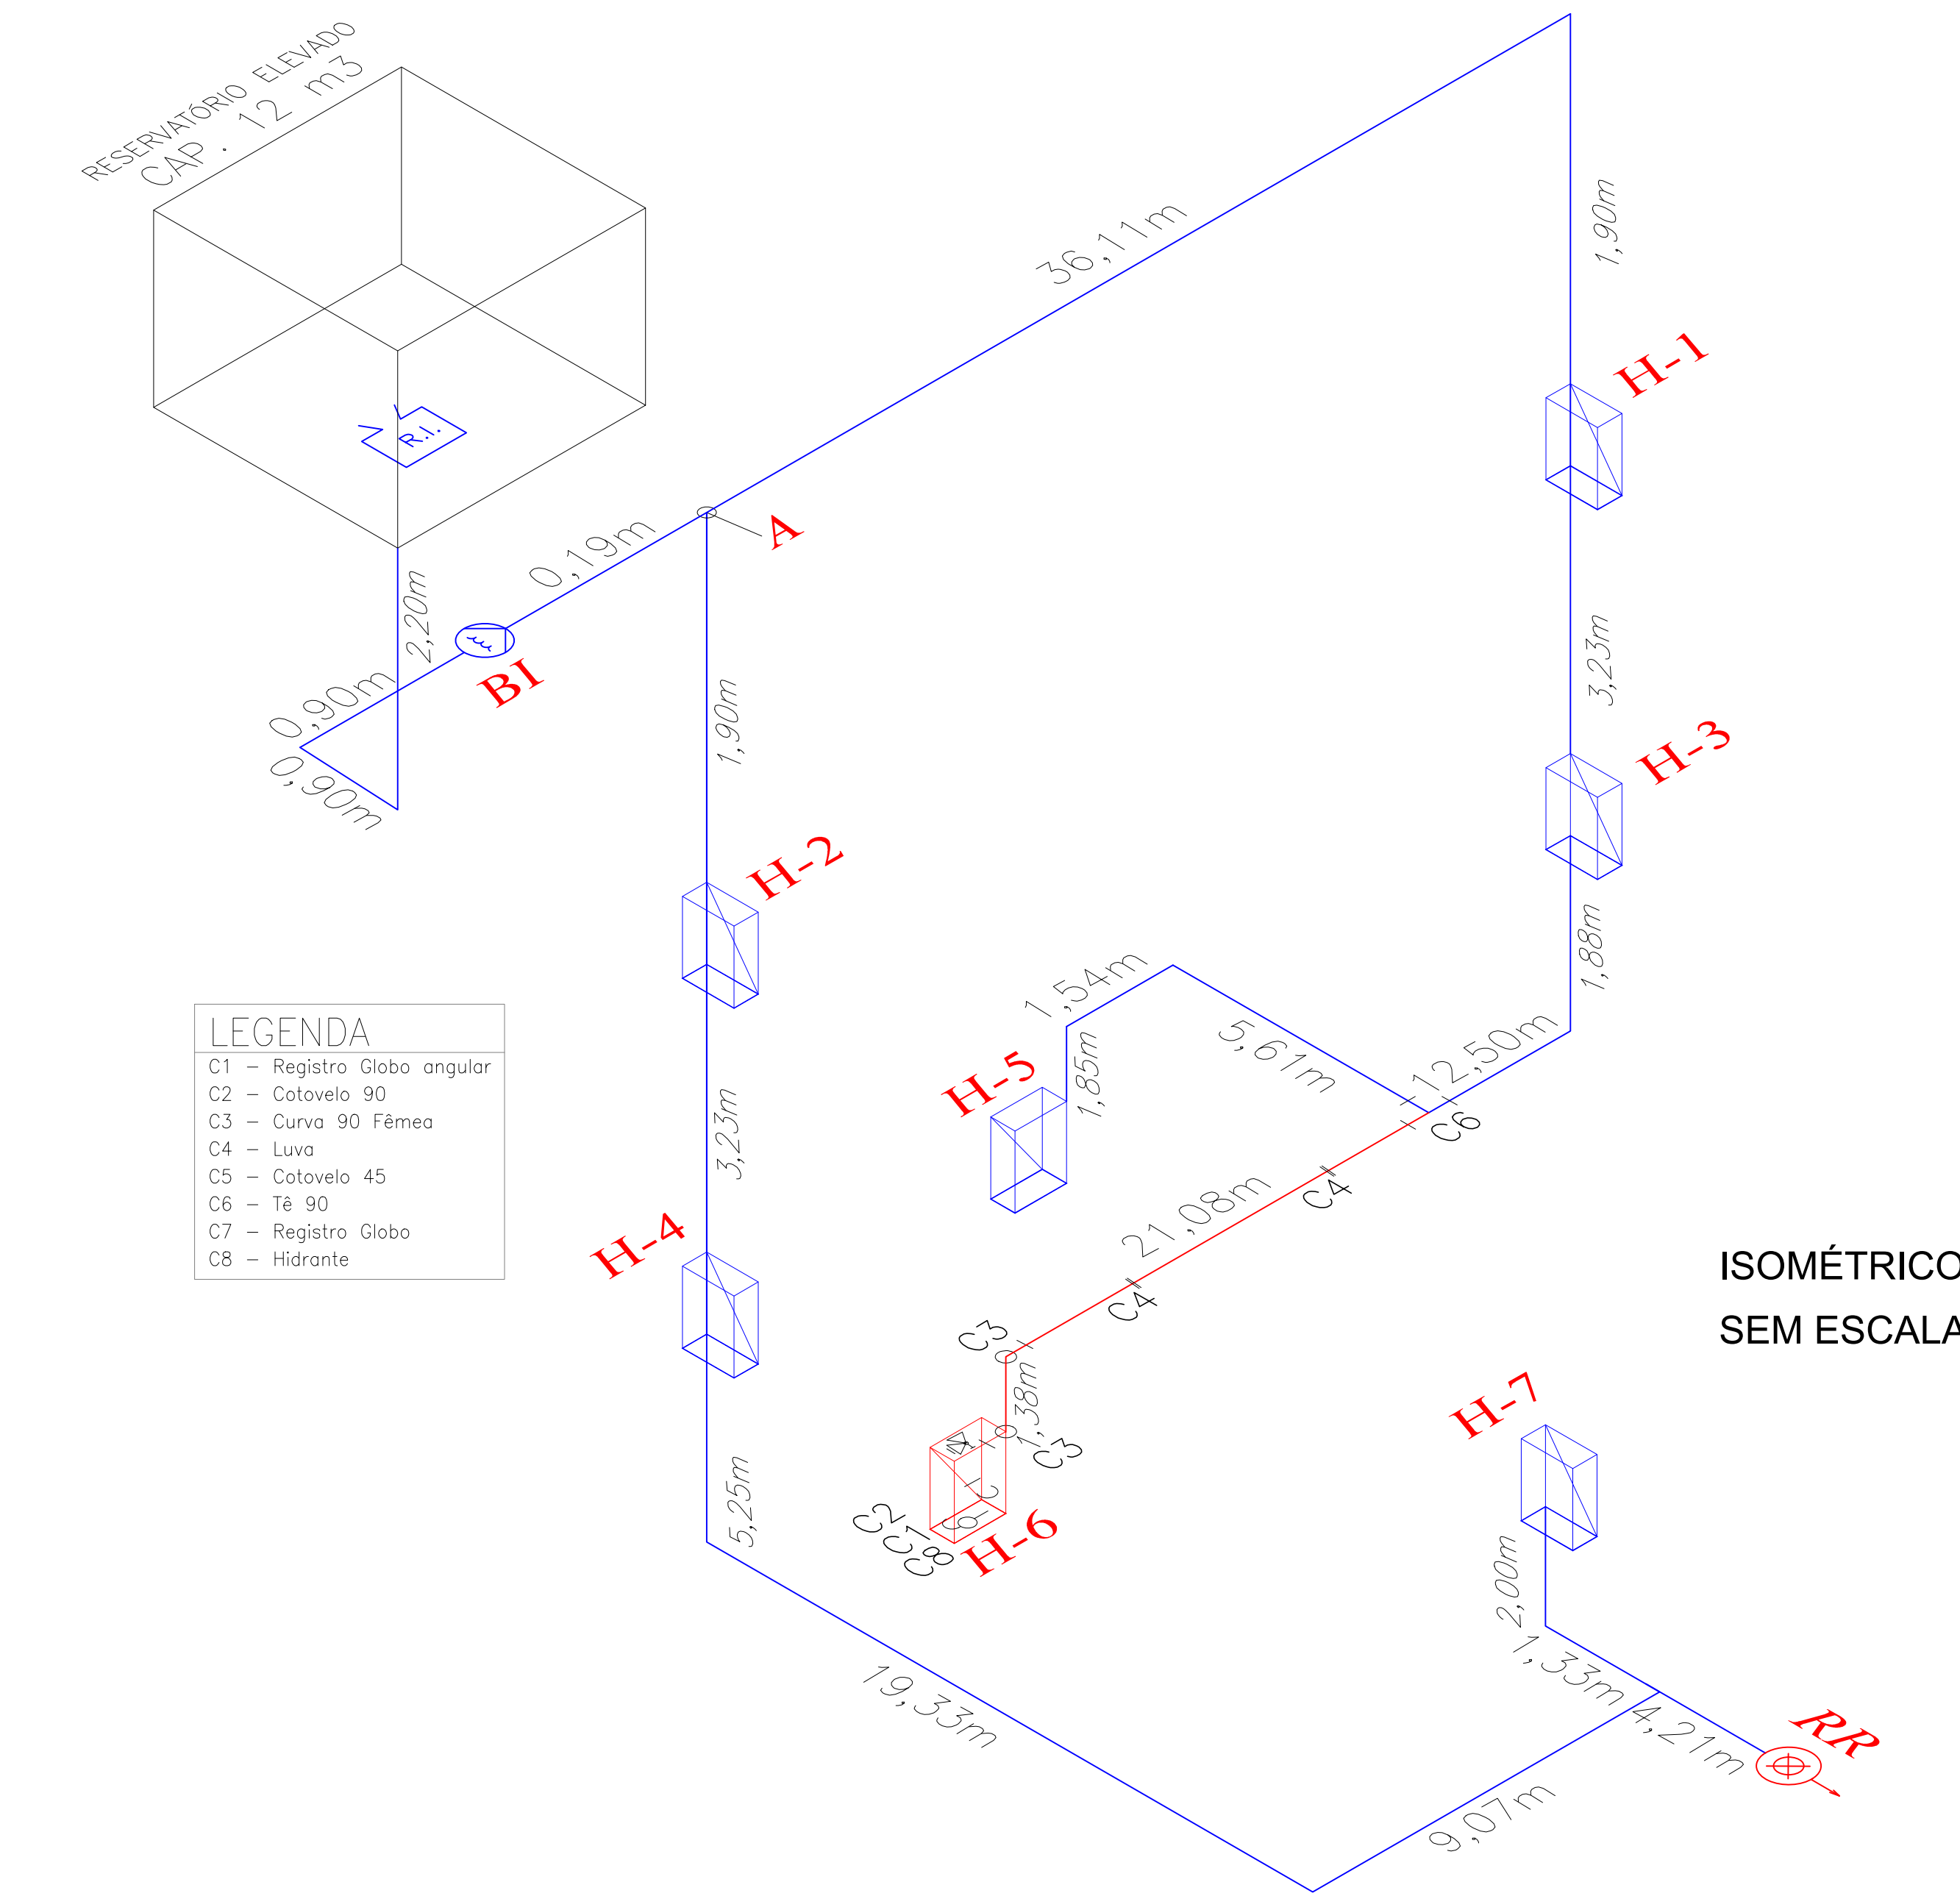 RESERVATÓRIO ELEVADO
CAP. 12 m3
R.I.
36,11m
1,90m
H-1
A
0,19m
2,20m
BI
0,90m
0,90m
1,90m
3,23m
H-3
H-2
1,88m
1,54m
5,61m
12,50m
H-5
1,85m
C6
LEGENDA
C1 - Registro Globo angular
C2 - Cotovelo 90
C3 - Curva 90 Fêmea
C4 - Luva
C5 - Cotovelo 45
C6 - Tê 90
C7 - Registro Globo
C8 - Hidrante
3,23m
C4
21,08m
H-4
C4
C3
1,38m
C3
ISOMÉTRICO
SEM ESCALA
H-7
5,25m
C2
C1
C8
H-6
2,00m
1,33m
19,33m
4,21m
RR
9,07m